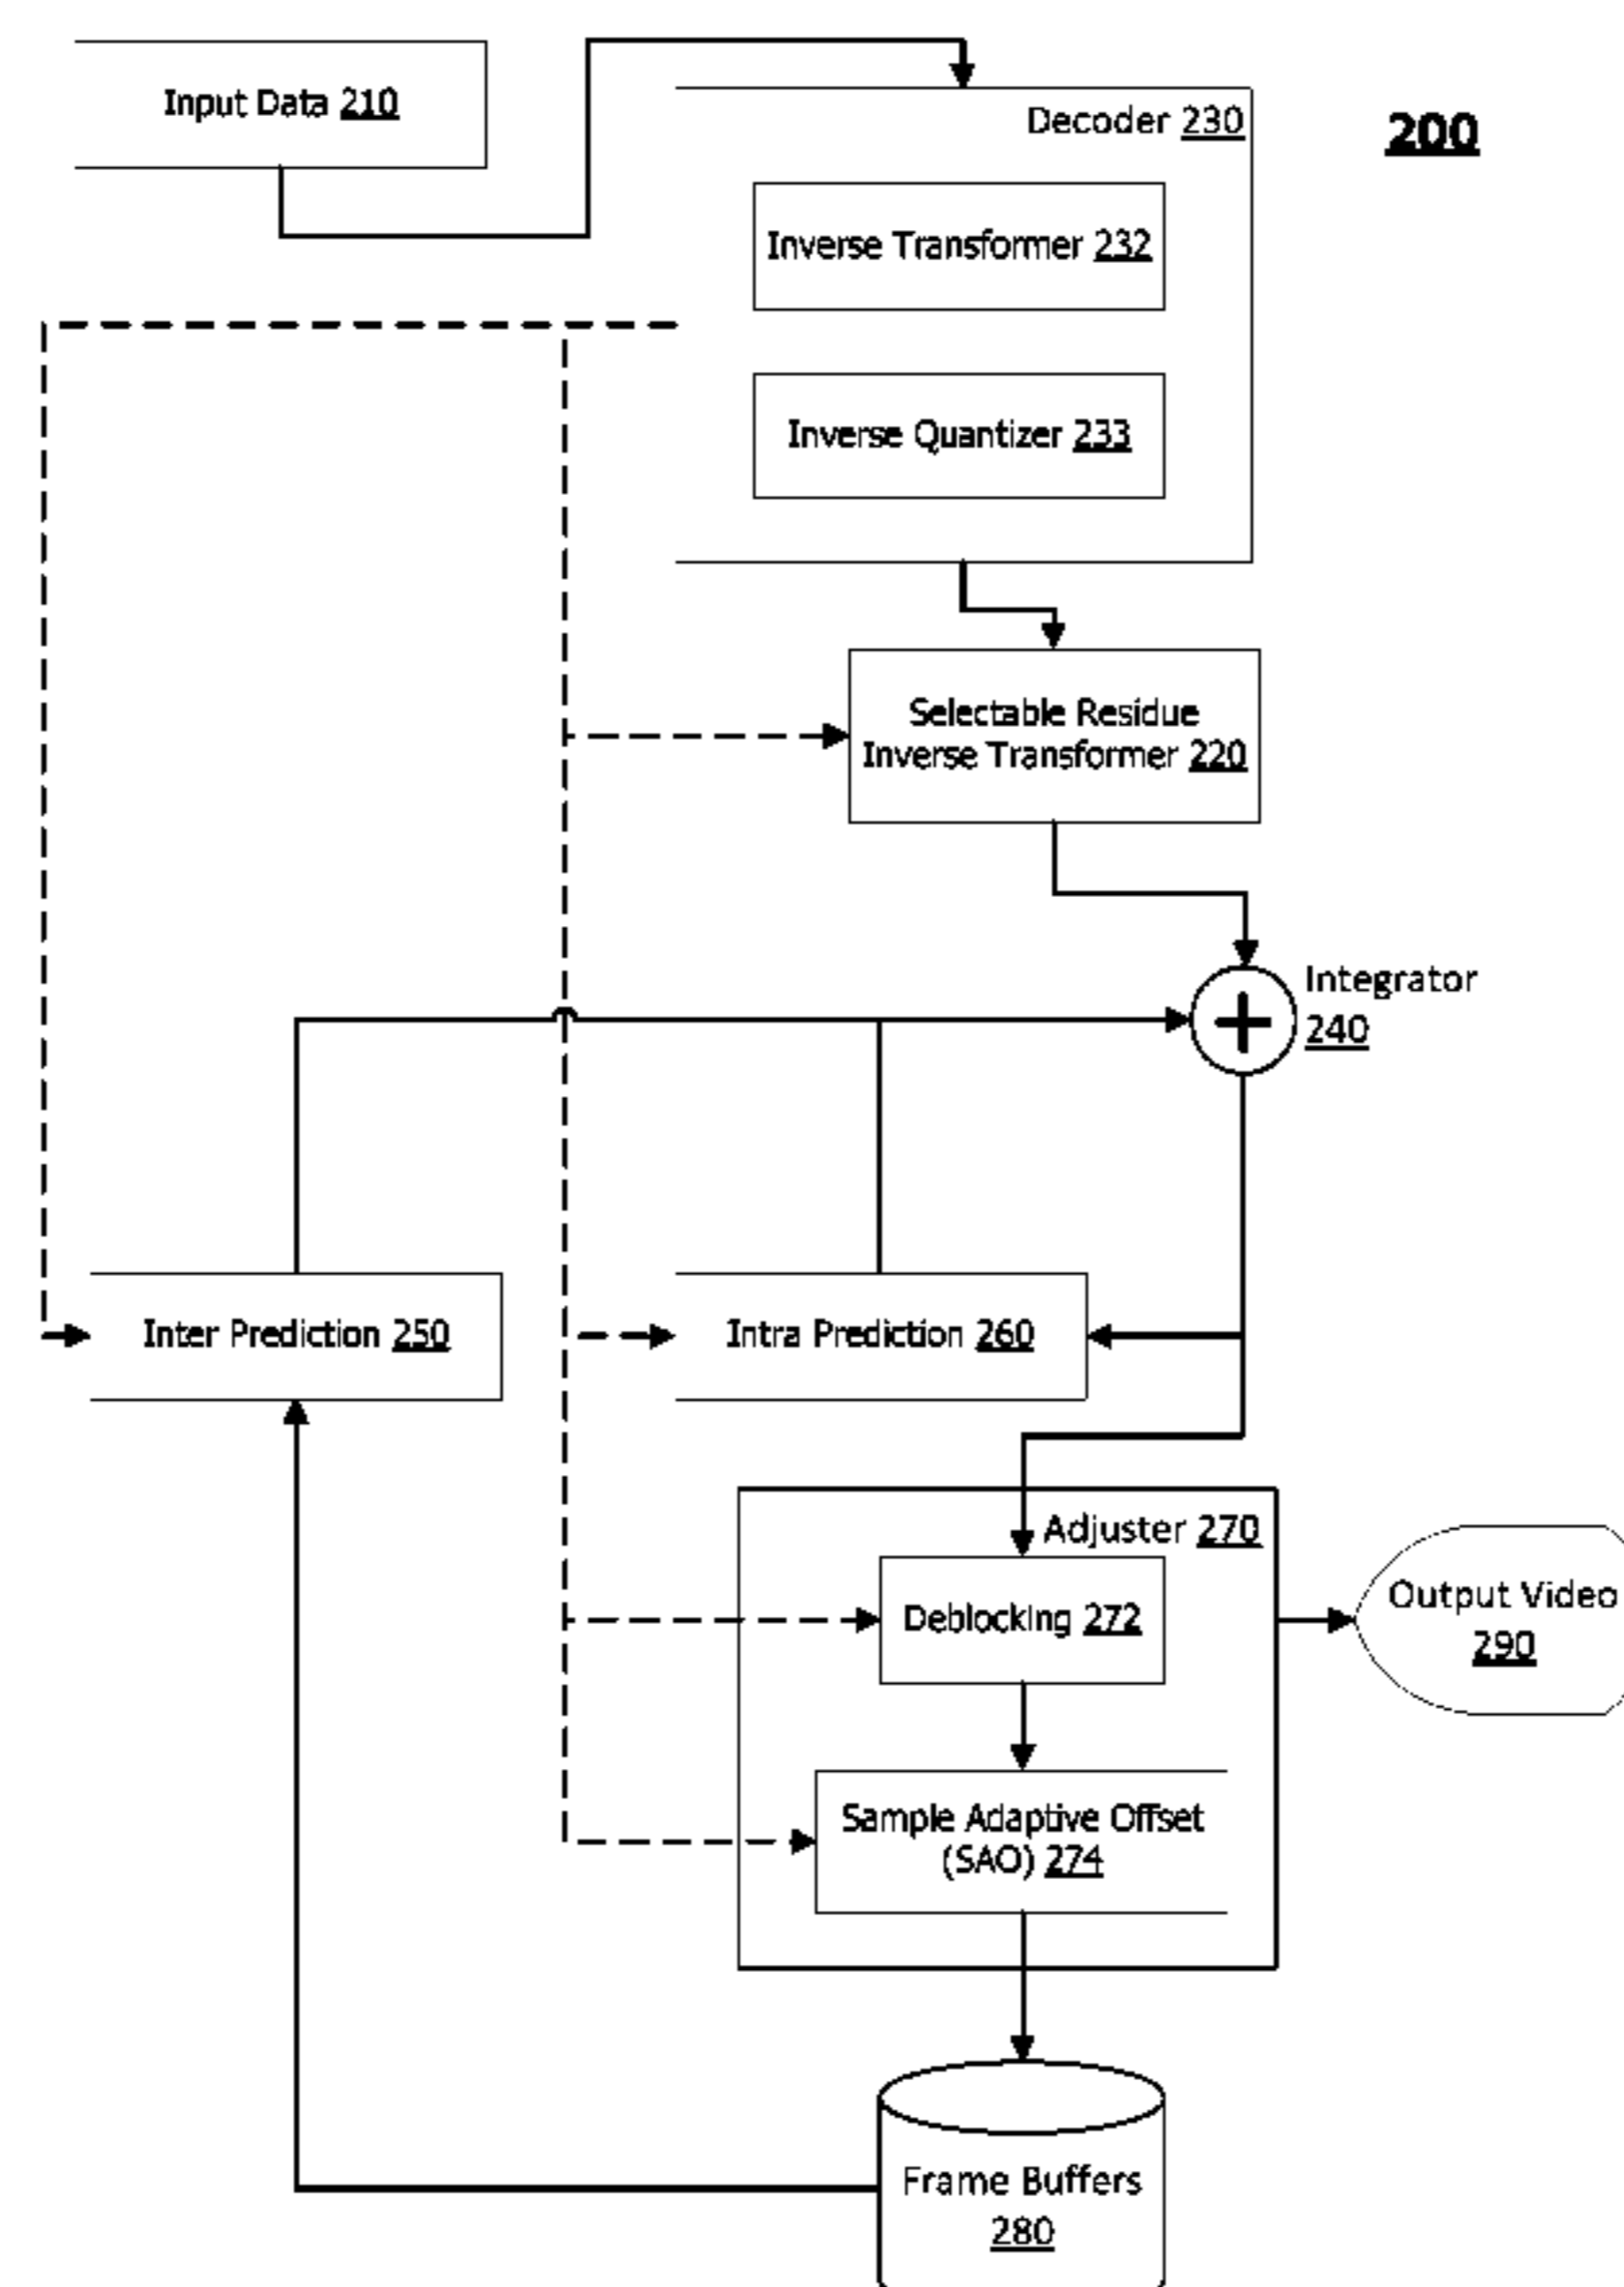 Input Data 210
Decoder 230
200
Inverse Transformer 232
Inverse Quantizer 233
Selectable Residue
Inverse Transformer 220
Integrator
240
Inter Prediction 250
Intra Prediction 260
Adjuster 270
Deblocking 272
Output Video
290
Sample Adaptive Offset
(SAO) 274
Frame Buffers
280